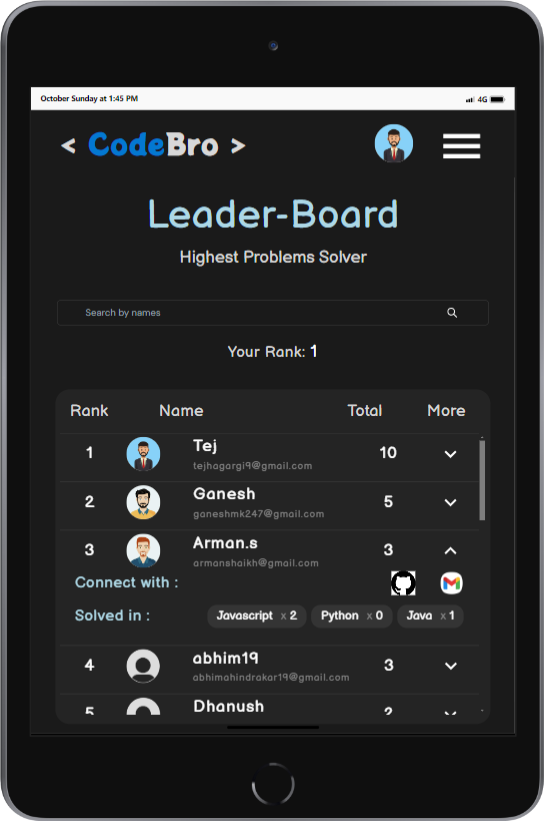 October Sunday at 1:45 PM 4G
< CodeBro >
Leader-Board
Highest Problems Solver
Search by names
Your Rank: 1
Rank Name Total More
1 Tej 10
tejhagargi9@gmail.com
2 Ganesh 5
ganeshmk247@gmail.com
3 Arman.s 3
armanshaikh@gmail.com
Connect with :
Solved in : Javascript x 2 Python x 0 Java x 1
4 abhim19 3
abhimahindrakar19@gmail.com
5 Dhanush 2